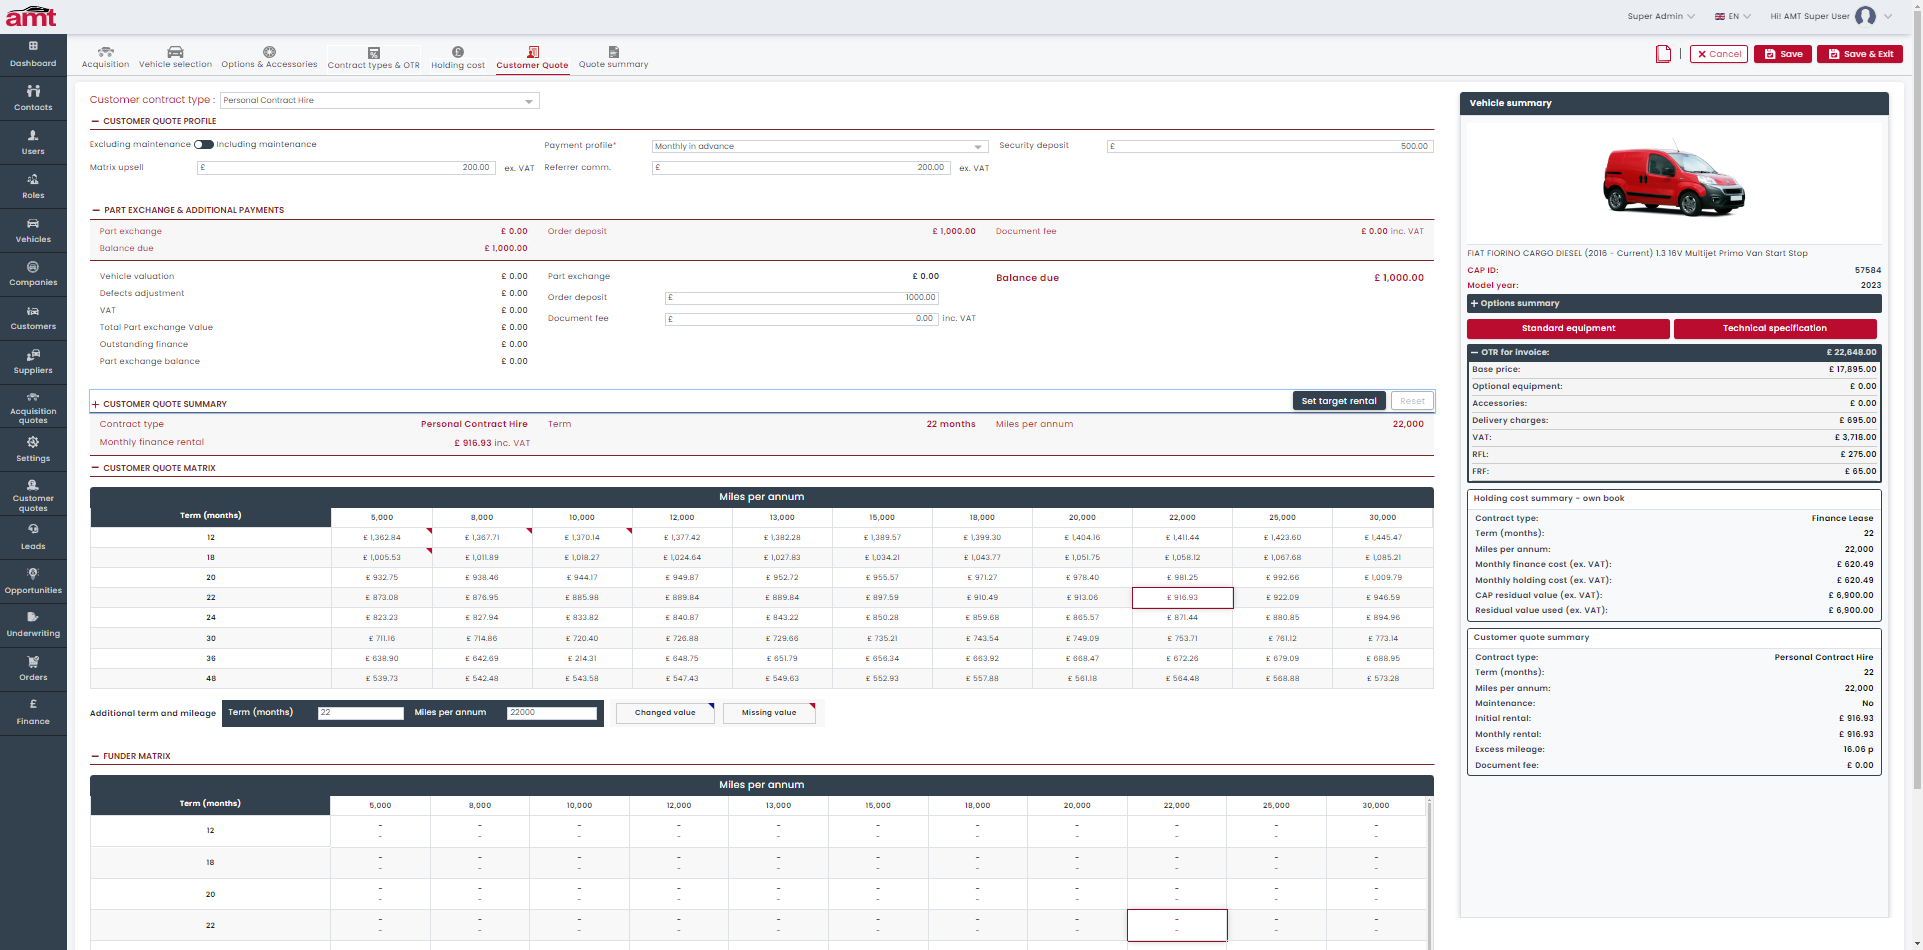 amt
Super Admin
EN
Hi! AMT Super User
Dashboard
Contacts
Users
Roles
Vehicles
Companies
Customers
Suppliers
Acquisition quotes
Settings
Customer quotes
Leads
Opportunities
Underwriting
Orders
Finance
Acquisition
Vehicle selection
Options & Accessories
Contract types & OTR
Holding cost
Customer Quote
Quote summary
Cancel
Save
Save & Exit
Customer contract type : Personal Contract Hire
CUSTOMER QUOTE PROFILE
Excluding maintenance Including maintenance Payment profile* Monthly in advance Security deposit £ 500.00
Matrix upsell £ 200.00 ex. VAT Referrer comm. £ 200.00 ex. VAT
PART EXCHANGE & ADDITIONAL PAYMENTS
Part exchange £ 0.00 Order deposit £ 1,000.00 Document fee £ 0.00 inc. VAT
Balance due £ 1,000.00
Vehicle valuation £ 0.00 Part exchange £ 0.00 Balance due £ 1,000.00
Defects adjustment £ 0.00 Order deposit £ 1000.00
VAT £ 0.00 Document fee £ 0.00 inc. VAT
Total Part exchange Value £ 0.00
Outstanding finance £ 0.00
Part exchange balance £ 0.00
CUSTOMER QUOTE SUMMARY Set target rental Reset
Contract type Personal Contract Hire Term 22 months Miles per annum 22,000
Monthly finance rental £ 916.93 inc. VAT
CUSTOMER QUOTE MATRIX
Miles per annum
Term (months) 5,000 8,000 10,000 12,000 13,000 15,000 18,000 20,000 22,000 25,000 30,000
12 £ 1,362.84 £ 1,367.71 £ 1,370.14 £ 1,377.42 £ 1,382.28 £ 1,389.57 £ 1,399.30 £ 1,404.16 £ 1,411.44 £ 1,423.60 £ 1,445.47
18 £ 1,005.53 £ 1,011.89 £ 1,018.27 £ 1,024.64 £ 1,027.83 £ 1,034.21 £ 1,043.77 £ 1,051.75 £ 1,058.12 £ 1,067.68 £ 1,085.21
20 £ 932.75 £ 938.46 £ 944.17 £ 949.87 £ 952.72 £ 955.57 £ 971.27 £ 978.40 £ 981.25 £ 992.66 £ 1,009.79
22 £ 873.08 £ 876.95 £ 885.98 £ 889.84 £ 889.84 £ 897.59 £ 910.49 £ 913.06 £ 916.93 £ 922.09 £ 946.59
24 £ 823.23 £ 827.94 £ 833.82 £ 840.87 £ 843.22 £ 850.28 £ 859.68 £ 865.57 £ 871.44 £ 880.85 £ 894.96
30 £ 711.16 £ 714.86 £ 720.40 £ 726.88 £ 729.66 £ 735.21 £ 743.54 £ 749.09 £ 753.71 £ 761.12 £ 773.14
36 £ 638.90 £ 642.69 £ 214.31 £ 648.75 £ 651.79 £ 656.34 £ 663.92 £ 668.47 £ 672.26 £ 679.09 £ 688.95
48 £ 539.73 £ 542.48 £ 543.58 £ 547.43 £ 549.63 £ 552.93 £ 557.88 £ 561.18 £ 564.48 £ 568.88 £ 573.28
Additional term and mileage Term (months) 22 Miles per annum 22000 Changed value Missing value
FUNDER MATRIX
Miles per annum
Term (months) 5,000 8,000 10,000 12,000 13,000 15,000 18,000 20,000 22,000 25,000 30,000
12 - - - - - - - - - - -
- - - - - - - - - - -
18 - - - - - - - - - - -
- - - - - - - - - - -
20 - - - - - - - - - - -
- - - - - - - - - - -
22 - - - - - - - - - - -
- - - - - - - - - - -
Vehicle summary
FIAT FIORINO CARGO DIESEL (2016 - Current) 1.3 16V Multijet Primo Van Start Stop
CAP ID: 57584
Model year: 2023
Options summary
Standard equipment Technical specification
OTR for invoice: £ 22,648.00
Base price: £ 17,895.00
Optional equipment: £ 0.00
Accessories: £ 0.00
Delivery charges: £ 695.00
VAT: £ 3,718.00
RFL: £ 275.00
FRF: £ 65.00
Holding cost summary - own book
Contract type: Finance Lease
Term (months): 22
Miles per annum: 22,000
Monthly finance cost (ex. VAT): £ 620.49
Monthly holding cost (ex. VAT): £ 620.49
CAP residual value (ex. VAT): £ 6,900.00
Residual value used (ex. VAT): £ 6,900.00
Customer quote summary
Contract type: Personal Contract Hire
Term (months): 22
Miles per annum: 22,000
Maintenance: No
Initial rental: £ 916.93
Monthly rental: £ 916.93
Excess mileage: 16.06 p
Document fee: £ 0.00